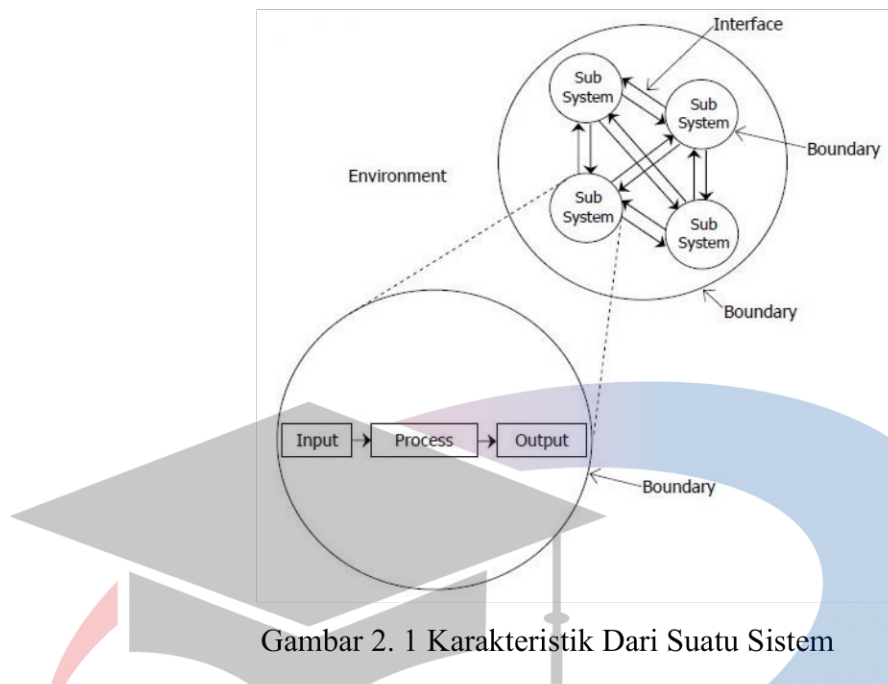 Interface
Sub
System
Sub
System
Boundary
Environment
Sub
System
Sub
System
Boundary
Input
Process
Output
Boundary
Gambar 2. 1 Karakteristik Dari Suatu Sistem